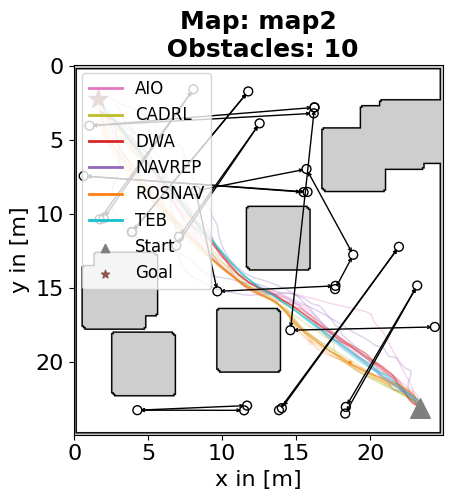 Map: map2
Obstacles: 10
0
5
10
15
20
y in [m]
AIO
CADRL
DWA
NAVREP
ROSNAV
TEB
Start
Goal
0 5 10 15 20
x in [m]